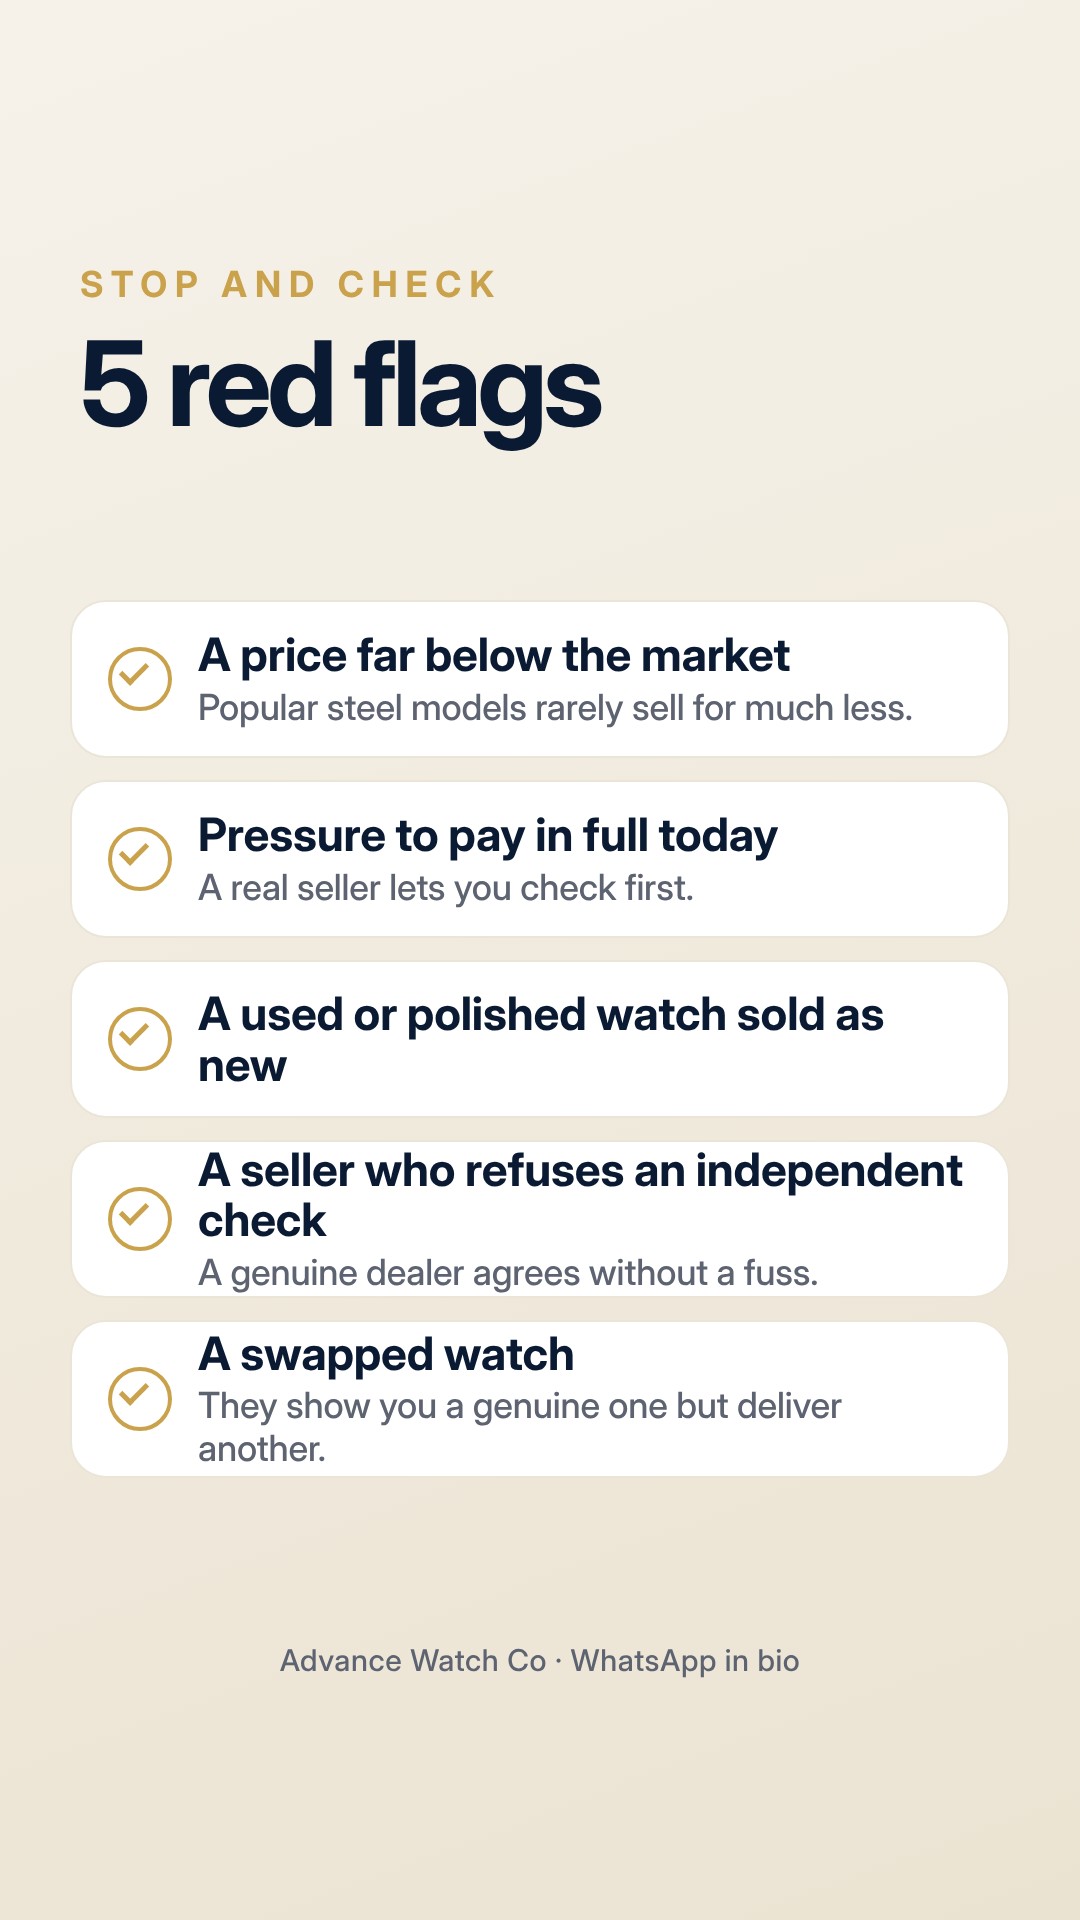 STOP AND CHECK
5 red flags
A price far below the market
Popular steel models rarely sell for much less.
Pressure to pay in full today
A real seller lets you check first.
A used or polished watch sold as
new
A seller who refuses an independent
check
A genuine dealer agrees without a fuss.
A swapped watch
They show you a genuine one but deliver
another.
Advance Watch Co · WhatsApp in bio